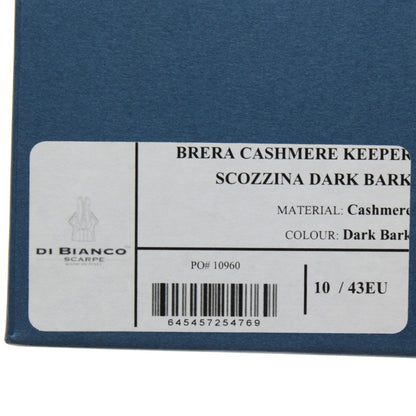 BRERA CASHMERE KEEPER
SCOZZINA DARK BARK
MATERIAL: Cashmere
COLOUR: Dark Bark
DI BIANCO
SCARPE
PO# 10960
10 / 43EU
645457254769